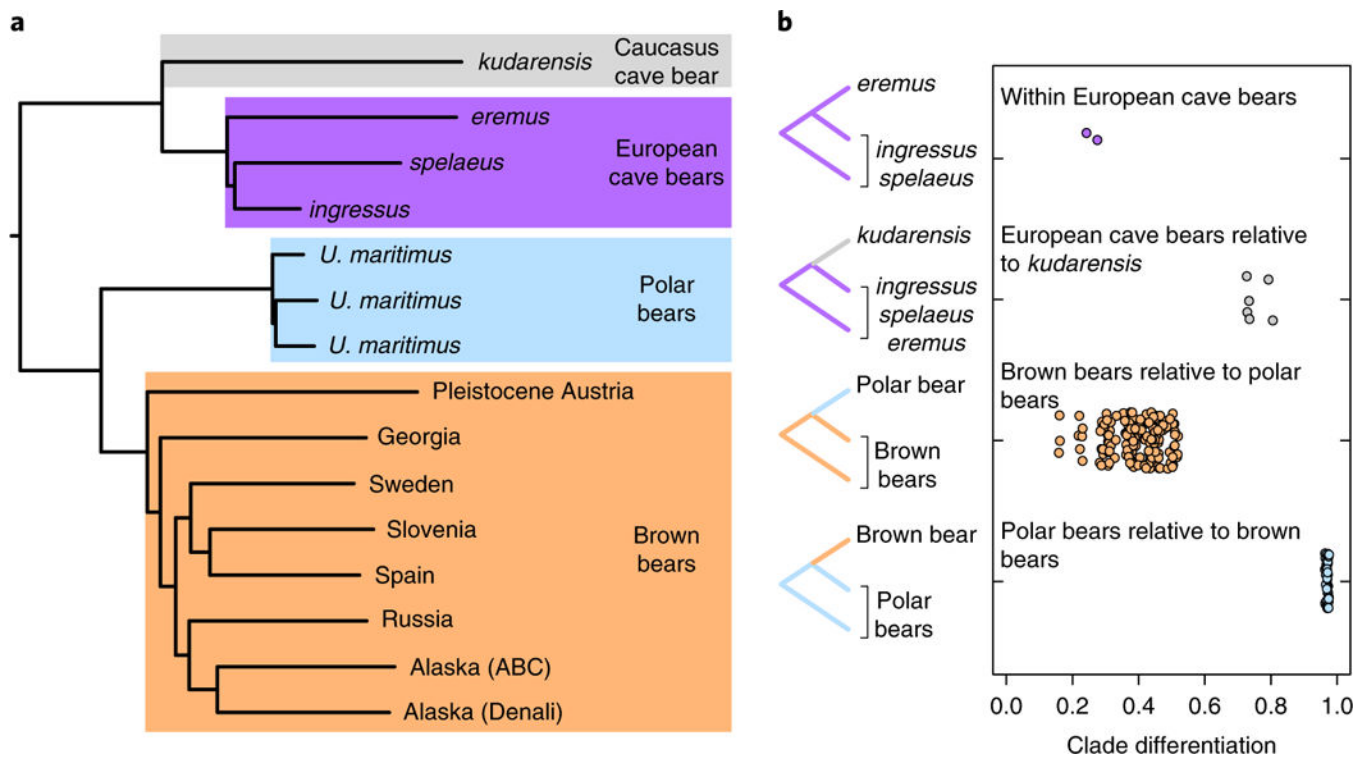 a
kudarensis
Caucasus
cave bear
eremus
spelaeus
ingressus
European
cave bears
U. maritimus
U. maritimus
U. maritimus
Polar
bears
Pleistocene Austria
Georgia
Sweden
Slovenia
Spain
Russia
Alaska (ABC)
Alaska (Denali)
Brown
bears
b
eremus
ingressus
spelaeus
Within European cave bears
kudarensis
ingressus
spelaeus
eremus
European cave bears relative
to kudarensis
Polar bear
Brown
bears
Brown bears relative to polar
bears
Brown bear
Polar
bears
Polar bears relative to brown
bears
0.0 0.2 0.4 0.6 0.8 1.0
Clade differentiation